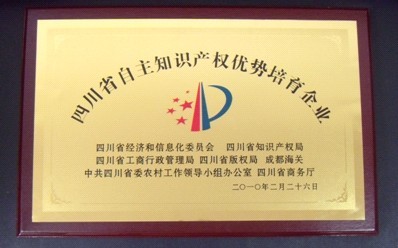 四川省自主知识产权优势培育企业
四川省经济和信息化委员会 四川省知识产权局
四川省工商行政管理局 四川省版权局 成都海关
中共四川省委农村工作领导小组办公室 四川省商务厅
二〇一〇年二月二十六日